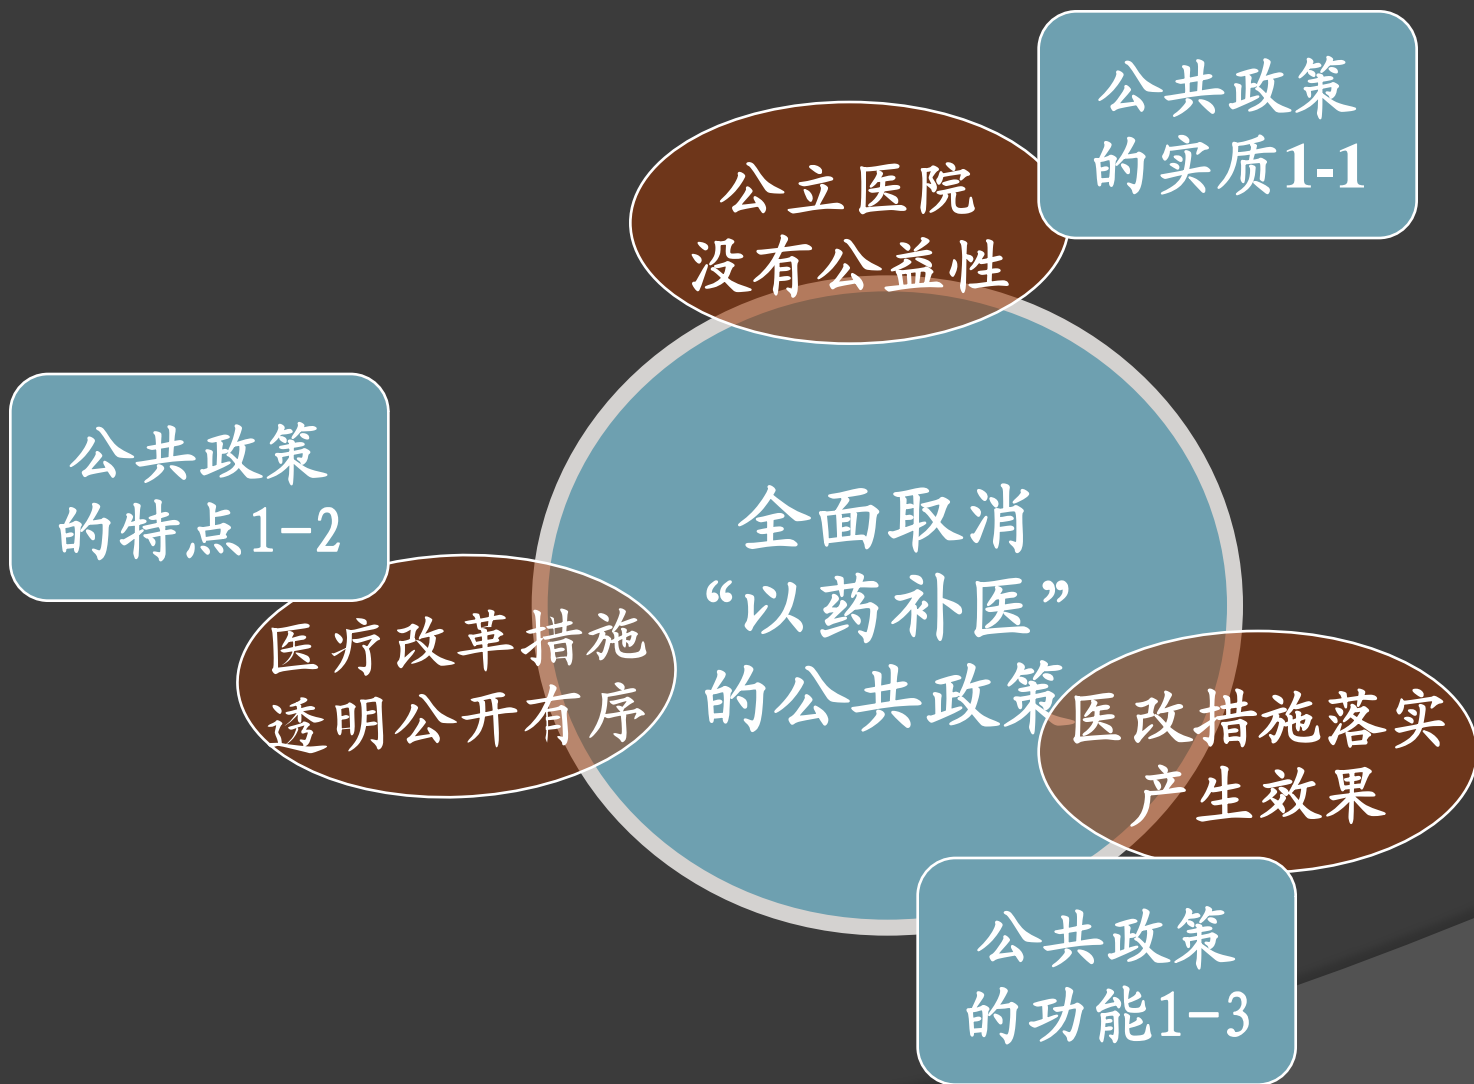 公共政策
的实质1-1
公立医院
没有公益性
公共政策
的特点1-2
医疗改革措施
透明公开有序
全面取消
“以药补医”
的公共政策
医改措施落实
产生效果
公共政策
的功能1-3